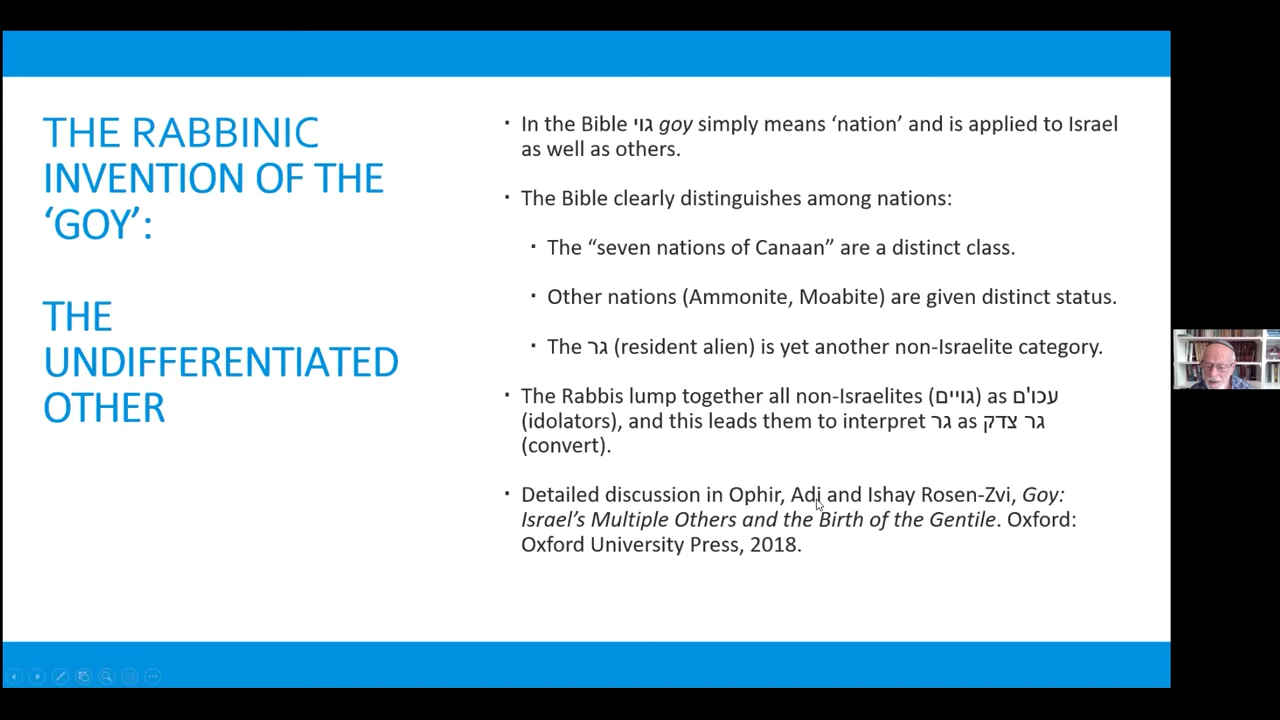 THE RABBINIC
INVENTION OF THE
‘GOY’:
THE
UNDIFFERENTIATED
OTHER
· In the Bible גוי goy simply means ‘nation’ and is applied to Israel
as well as others.
· The Bible clearly distinguishes among nations:
· The “seven nations of Canaan” are a distinct class.
· Other nations (Ammonite, Moabite) are given distinct status.
· The גר (resident alien) is yet another non-Israelite category.
· The Rabbis lump together all non-Israelites (גויים) as עכו'ם
(idolators), and this leads them to interpret גר as גר צדק
(convert).
· Detailed discussion in Ophir, Adi and Ishay Rosen-Zvi, Goy:
Israel’s Multiple Others and the Birth of the Gentile. Oxford:
Oxford University Press, 2018.